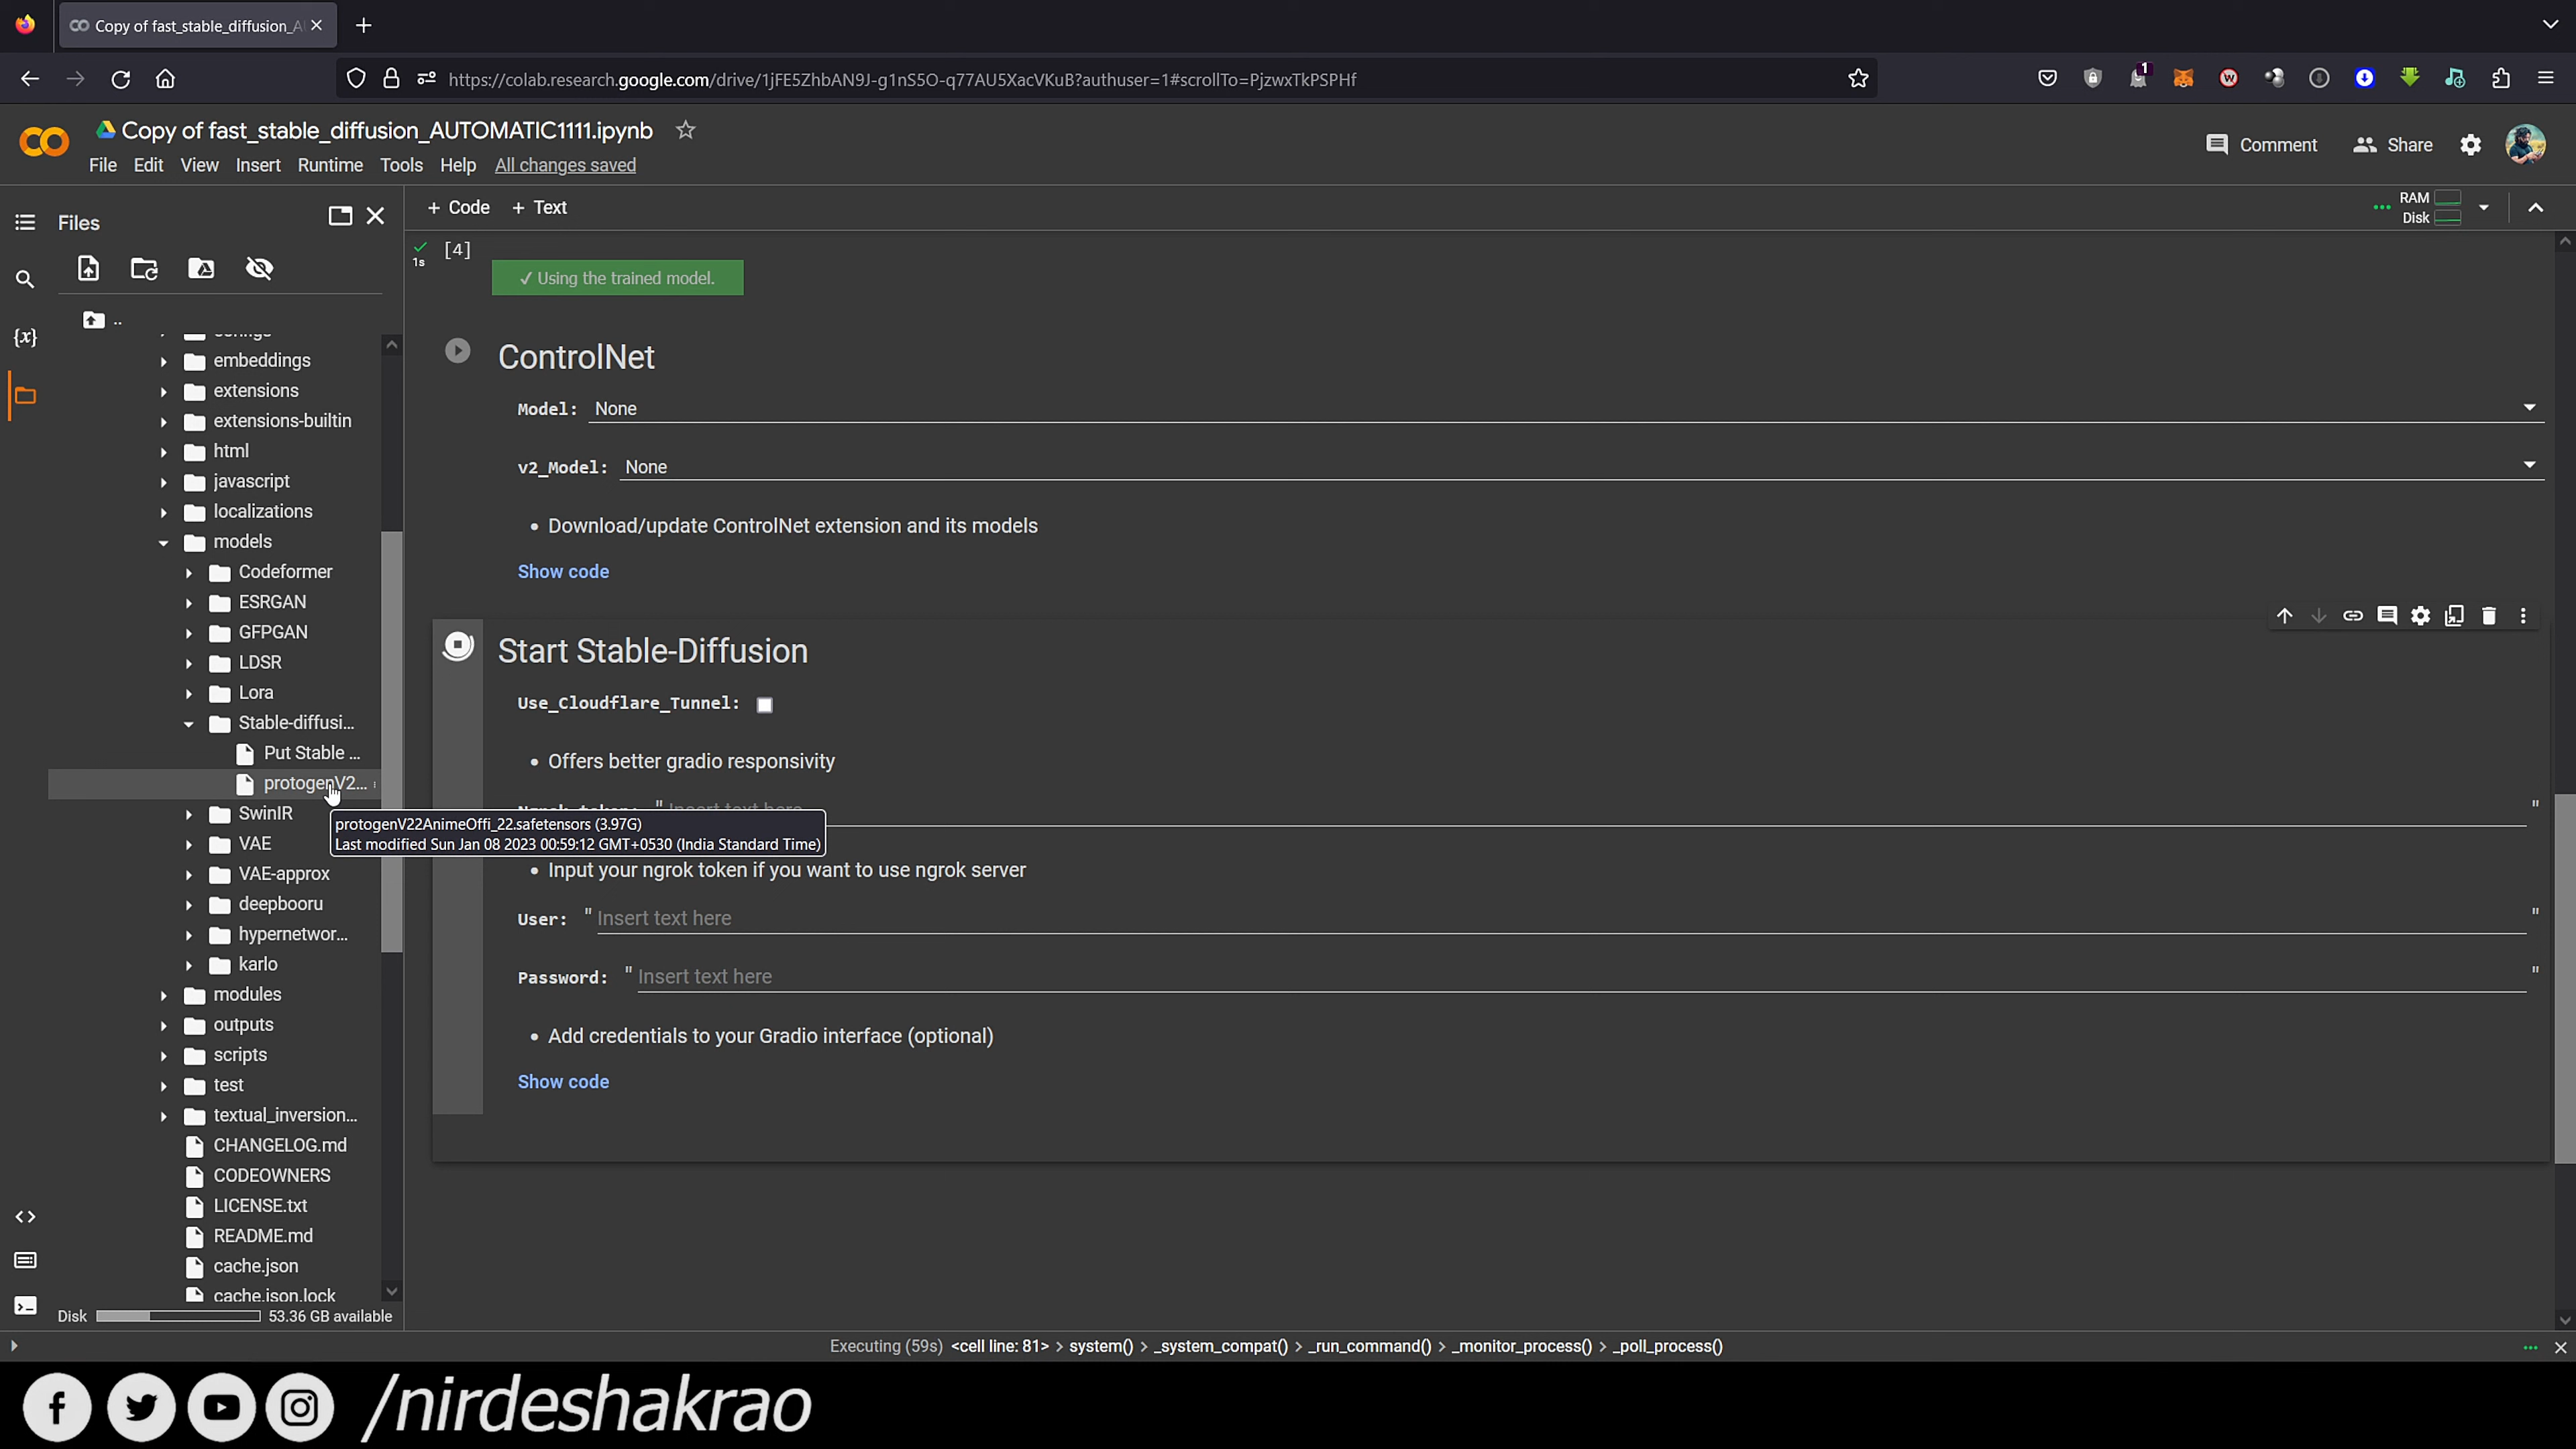 Copy of fast_stable_diffusion_A
https://colab.research.google.com/drive/1jFE5ZhbAN9J-g1nS5O-q77AU5XacVKuB?authuser=1#scrollTo=PjzwxTkPSPHf
1
Copy of fast_stable_diffusion_AUTOMATIC1111.ipynb
File Edit View Insert Runtime Tools Help All changes saved
Comment Share
Files
+ Code + Text
RAM
Disk
{x}
..
configs
embeddings
extensions
extensions-builtin
html
javascript
localizations
models
Codeformer
ESRGAN
GFPGAN
LDSR
Lora
Stable-diffusi...
Put Stable ...
protogenV2...
SwinIR
VAE
VAE-approx
deepbooru
hypernetwor...
karlo
modules
outputs
scripts
test
textual_inversion...
CHANGELOG.md
CODEOWNERS
LICENSE.txt
README.md
cache.json
cache.json.lock
Disk 53.36 GB available
[4]
1s
✓ Using the trained model.
ControlNet
Model: None
v2_Model: None
• Download/update ControlNet extension and its models
Show code
Start Stable-Diffusion
Use_Cloudflare_Tunnel:
• Offers better gradio responsivity
Ngrok_token: " Insert text here "
protogenV22AnimeOffi_22.safetensors (3.97G)
Last modified Sun Jan 08 2023 00:59:12 GMT+0530 (India Standard Time)
• Input your ngrok token if you want to use ngrok server
User: " Insert text here "
Password: " Insert text here "
• Add credentials to your Gradio interface (optional)
Show code
Executing (59s) <cell line: 81> > system() > _system_compat() > _run_command() > _monitor_process() > _poll_process()
/nirdeshakrao